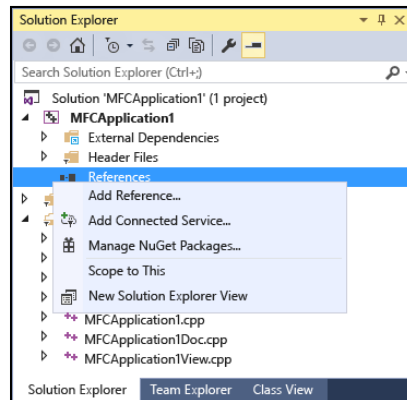 Solution Explorer
Search Solution Explorer (Ctrl+;)
Solution 'MFCApplication1' (1 project)
MFCApplication1
External Dependencies
Header Files
References
Add Reference...
Add Connected Service...
Manage NuGet Packages...
Scope to This
New Solution Explorer View
MFCApplication1.cpp
MFCApplication1Doc.cpp
MFCApplication1View.cpp
Solution Explorer Team Explorer Class View